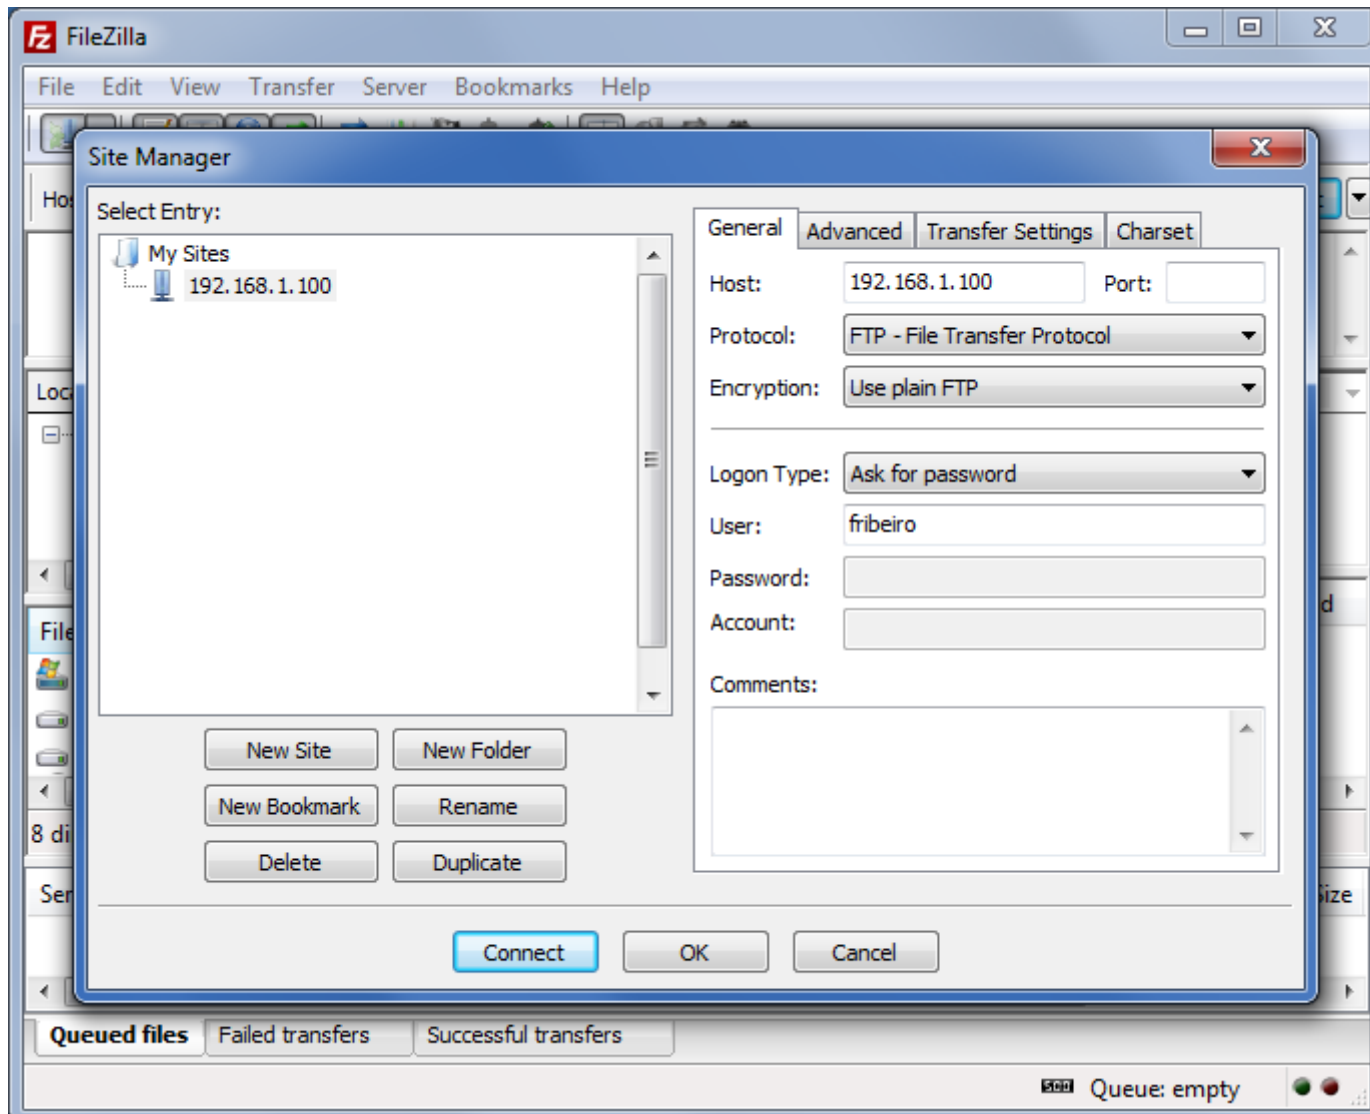 FileZilla
File Edit View Transfer Server Bookmarks Help
Site Manager
Select Entry:
My Sites
192.168.1.100
General Advanced Transfer Settings Charset
Host: 192.168.1.100 Port:
Protocol: FTP - File Transfer Protocol
Encryption: Use plain FTP
Logon Type: Ask for password
User: fribeiro
Password:
Account:
Comments:
New Site New Folder
New Bookmark Rename
Delete Duplicate
Connect OK Cancel
Queued files Failed transfers Successful transfers
Queue: empty